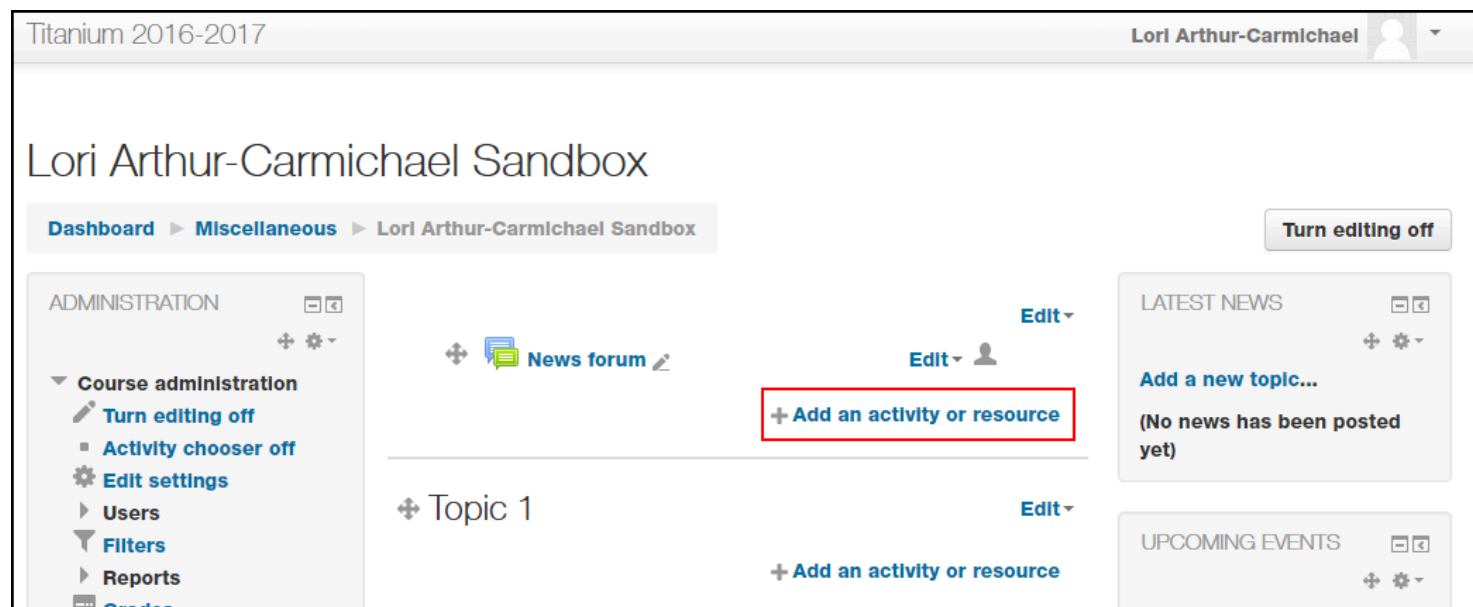 Titanium 2016-2017
Lori Arthur-Carmichael
Lori Arthur-Carmichael Sandbox
Dashboard Miscellaneous Lori Arthur-Carmichael Sandbox
Turn editing off
ADMINISTRATION
Course administration
Turn editing off
Activity chooser off
Edit settings
Users
Filters
Reports
Grades
Edit
News forum
Edit
+ Add an activity or resource
Topic 1
Edit
+ Add an activity or resource
LATEST NEWS
Add a new topic...
(No news has been posted
yet)
UPCOMING EVENTS